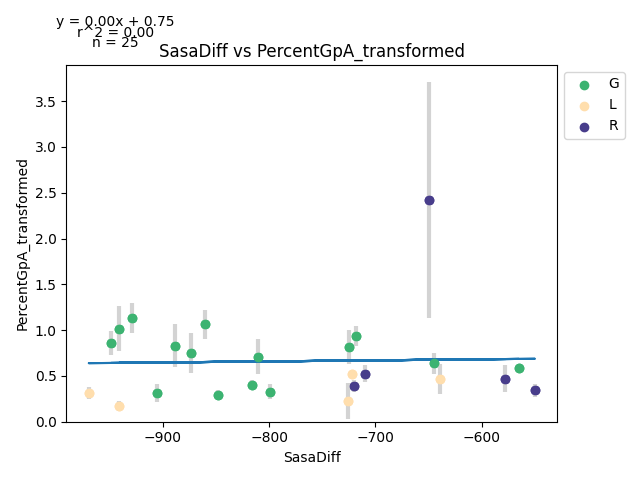 y = 0.00x + 0.75
r^2 = 0.00
n = 25
SasaDiff vs PercentGpA_transformed
G
L
R
PercentGpA_transformed
3.5
3.0
2.5
2.0
1.5
1.0
0.5
0.0
−900
−800
−700
−600
SasaDiff